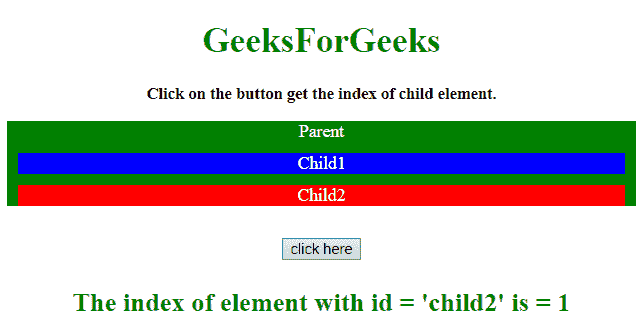 GeeksForGeeks
Click on the button get the index of child element.
Parent
Child1
Child2
click here
The index of element with id = 'child2' is = 1